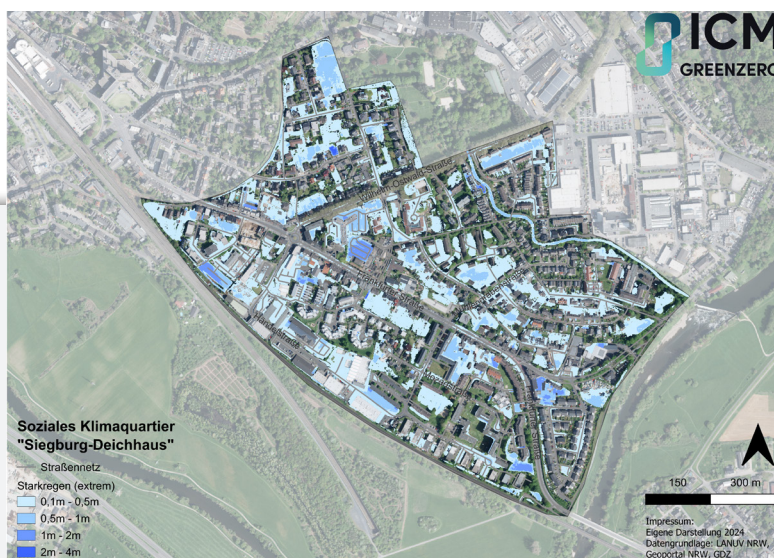 ICM
GREENZERO
Soziales Klimaquartier
"Siegburg-Deichhaus"
Straßennetz
Starkregen (extrem)
0,1m - 0,5m
0,5m - 1m
1m - 2m
2m - 4m
150
300 m
Impressum:
Eigene Darstellung 2024
Datengrundlage: LANUV NRW,
Geoportal NRW, GDZ